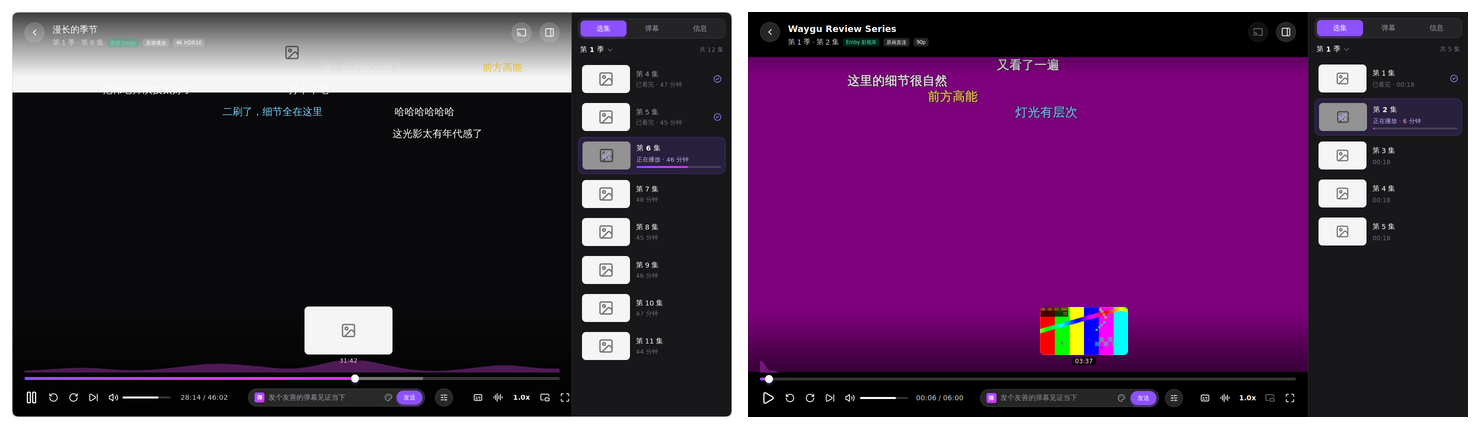 漫长的季节
第 1 季 · 第 6 集
直接播放
4K HDR10
前方高能
二刷了，细节全在这里
哈哈哈哈哈哈
这光影太有年代感了
31:42
28:14 / 46:02
弹 发个友善的弹幕见证当下
发送
1.0x
选集 弹幕 信息
第 1 季
共 12 集
第 4 集
已看完 · 47 分钟
第 5 集
已看完 · 45 分钟
第 6 集
正在播放 · 46 分钟
第 7 集
48 分钟
第 8 集
45 分钟
第 9 集
46 分钟
第 10 集
47 分钟
第 11 集
44 分钟
Waygu Review Series
第 1 季 · 第 2 集 Emby 影视库 原画直连 90p
又看了一遍
这里的细节很自然
前方高能
灯光有层次
03:37
00:06 / 06:00
弹 发个友善的弹幕见证当下
发送
1.0x
选集 弹幕 信息
第 1 季
共 5 集
第 1 集
已看完 · 00:18
第 2 集
正在播放 · 6 分钟
第 3 集
00:18
第 4 集
00:18
第 5 集
00:18